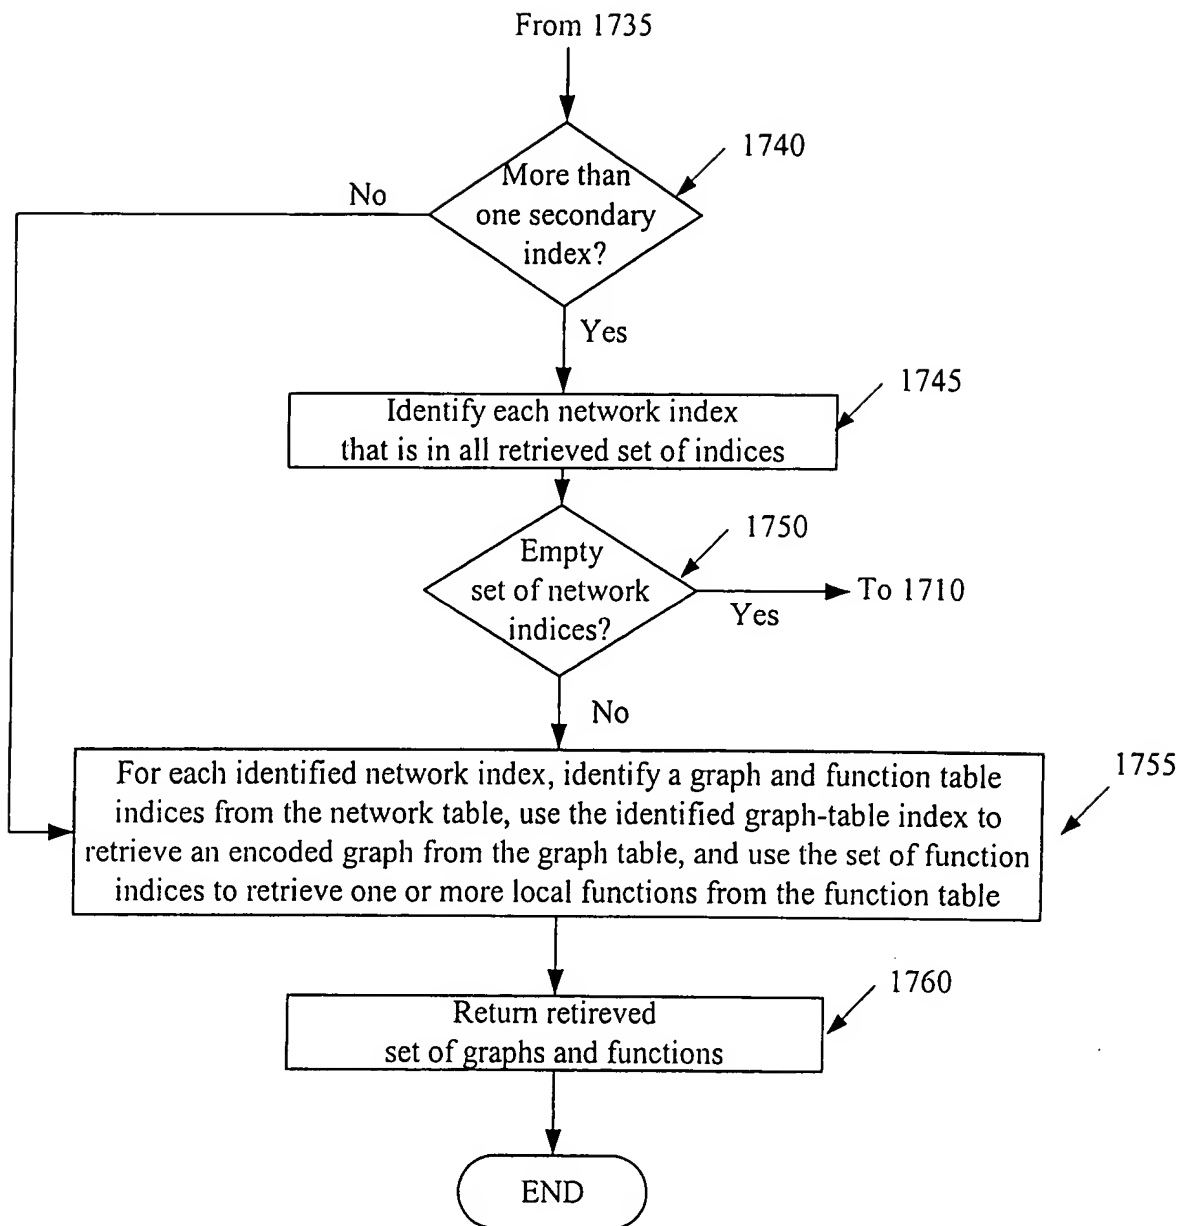 From 1735
1740
More than
one secondary
index?
No
Yes
1745
Identify each network index
that is in all retrieved set of indices
1750
Empty
set of network
indices?
To 1710
Yes
No
1755
For each identified network index, identify a graph and function table
indices from the network table, use the identified graph-table index to
retrieve an encoded graph from the graph table, and use the set of function
indices to retrieve one or more local functions from the function table
1760
Return retireved
set of graphs and functions
END